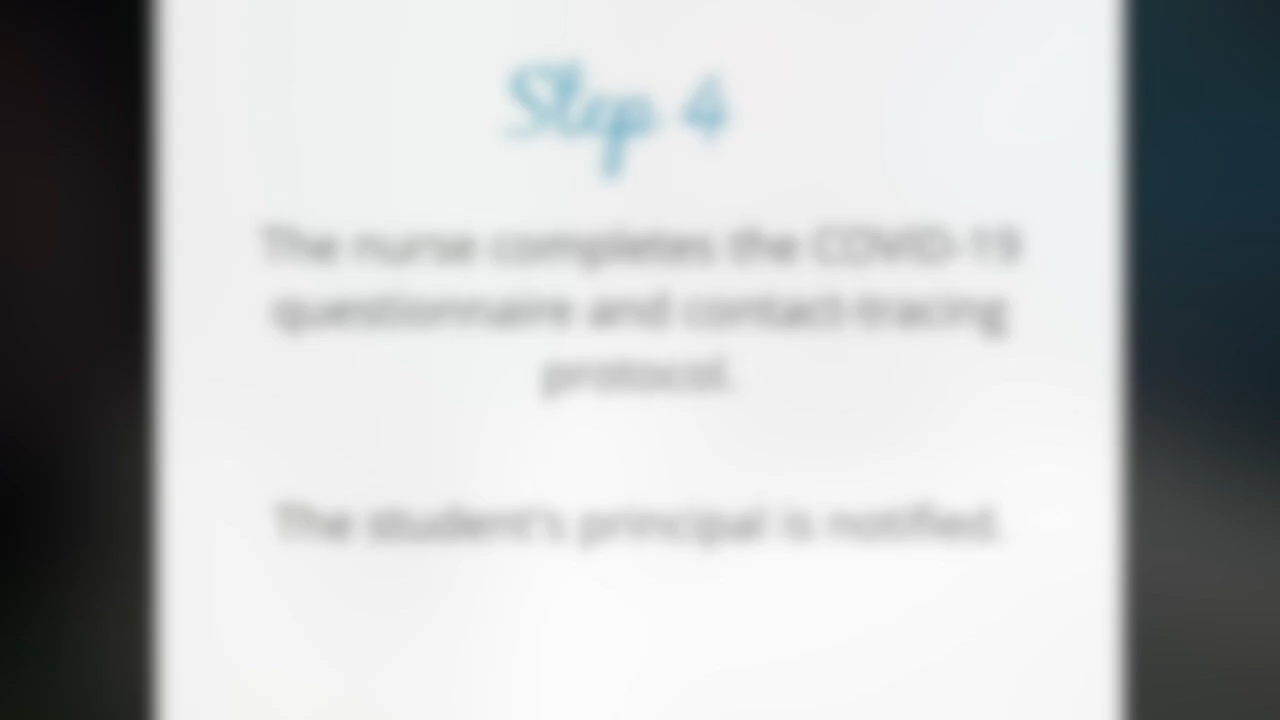 Step 4
The nurse completes the COVID-19
questionnaire and contact-tracing
protocol.
The student's principal is notified.